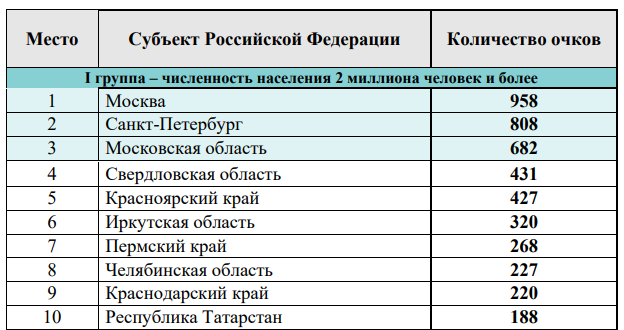 Место Субъект Российской Федерации Количество очков
I группа – численность населения 2 миллиона человек и более
1 Москва 958
2 Санкт-Петербург 808
3 Московская область 682
4 Свердловская область 431
5 Красноярский край 427
6 Иркутская область 320
7 Пермский край 268
8 Челябинская область 227
9 Краснодарский край 220
10 Республика Татарстан 188